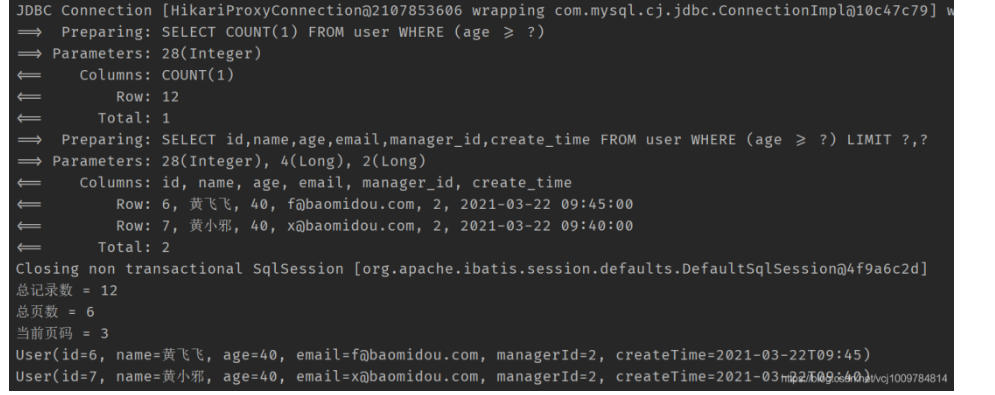 JDBC Connection [HikariProxyConnection@2107853606 wrapping com.mysql.cj.jdbc.ConnectionImpl@10c47c79] w
==>  Preparing: SELECT COUNT(1) FROM user WHERE (age >= ?)
==> Parameters: 28(Integer)
<==    Columns: COUNT(1)
<==        Row: 12
<==      Total: 1
==>  Preparing: SELECT id,name,age,email,manager_id,create_time FROM user WHERE (age >= ?) LIMIT ?,?
==> Parameters: 28(Integer), 4(Long), 2(Long)
<==    Columns: id, name, age, email, manager_id, create_time
<==        Row: 6, 黄飞飞, 40, f@baomidou.com, 2, 2021-03-22 09:45:00
<==        Row: 7, 黄小邪, 40, x@baomidou.com, 2, 2021-03-22 09:40:00
<==      Total: 2
Closing non transactional SqlSession [org.apache.ibatis.session.defaults.DefaultSqlSession@4f9a6c2d]
总记录数 = 12
总页数 = 6
当前页码 = 3
User(id=6, name=黄飞飞, age=40, email=f@baomidou.com, managerId=2, createTime=2021-03-22T09:45)
User(id=7, name=黄小邪, age=40, email=x@baomidou.com, managerId=2, createTime=2021-03-22T09:40)
https://blog.csdn.net/vcj1009784814